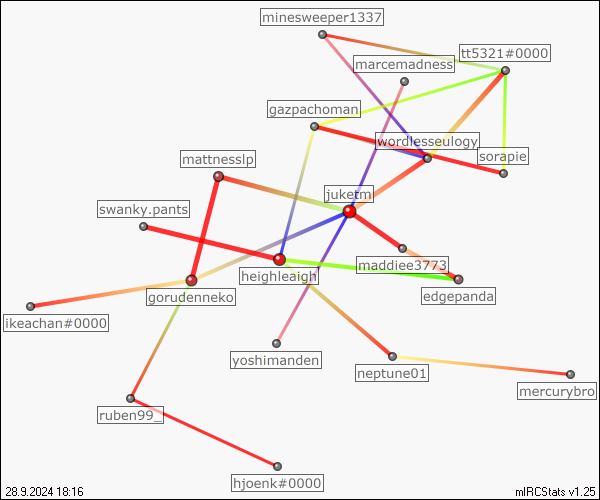 minesweeper1337
tt5321#0000
marcemadness
gazpachoman
wordlesseulogy
sorapie
mattnesslp
juketm
swanky.pants
maddiee3773
heighleaigh
edgepanda
gorudenneko
ikeachan#0000
yoshimanden
neptune01
mercurybro
ruben99_
hjoenk#0000
28.9.2024 18:16
mIRCStats v1.25